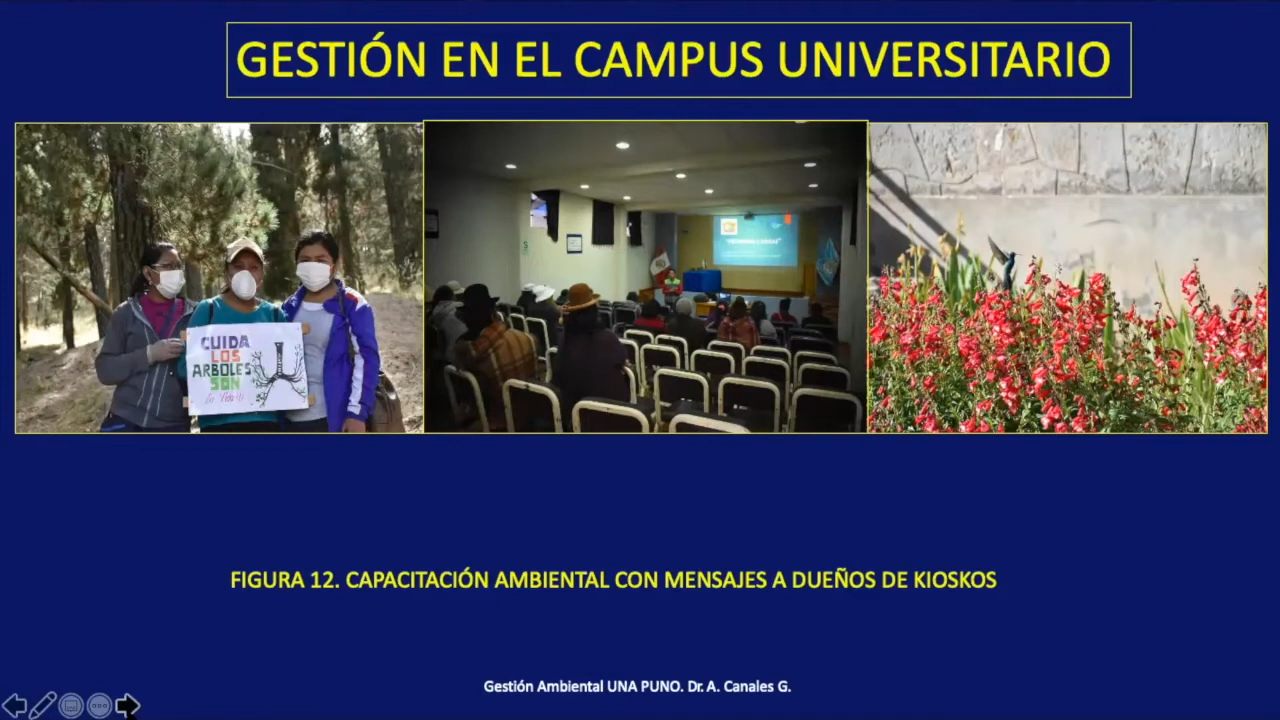 GESTIÓN EN EL CAMPUS UNIVERSITARIO
CUIDA
LOS
ARBOLES
SON
FIGURA 12. CAPACITACIÓN AMBIENTAL CON MENSAJES A DUEÑOS DE KIOSKOS
Gestión Ambiental UNA PUNO. Dr. A. Canales G.